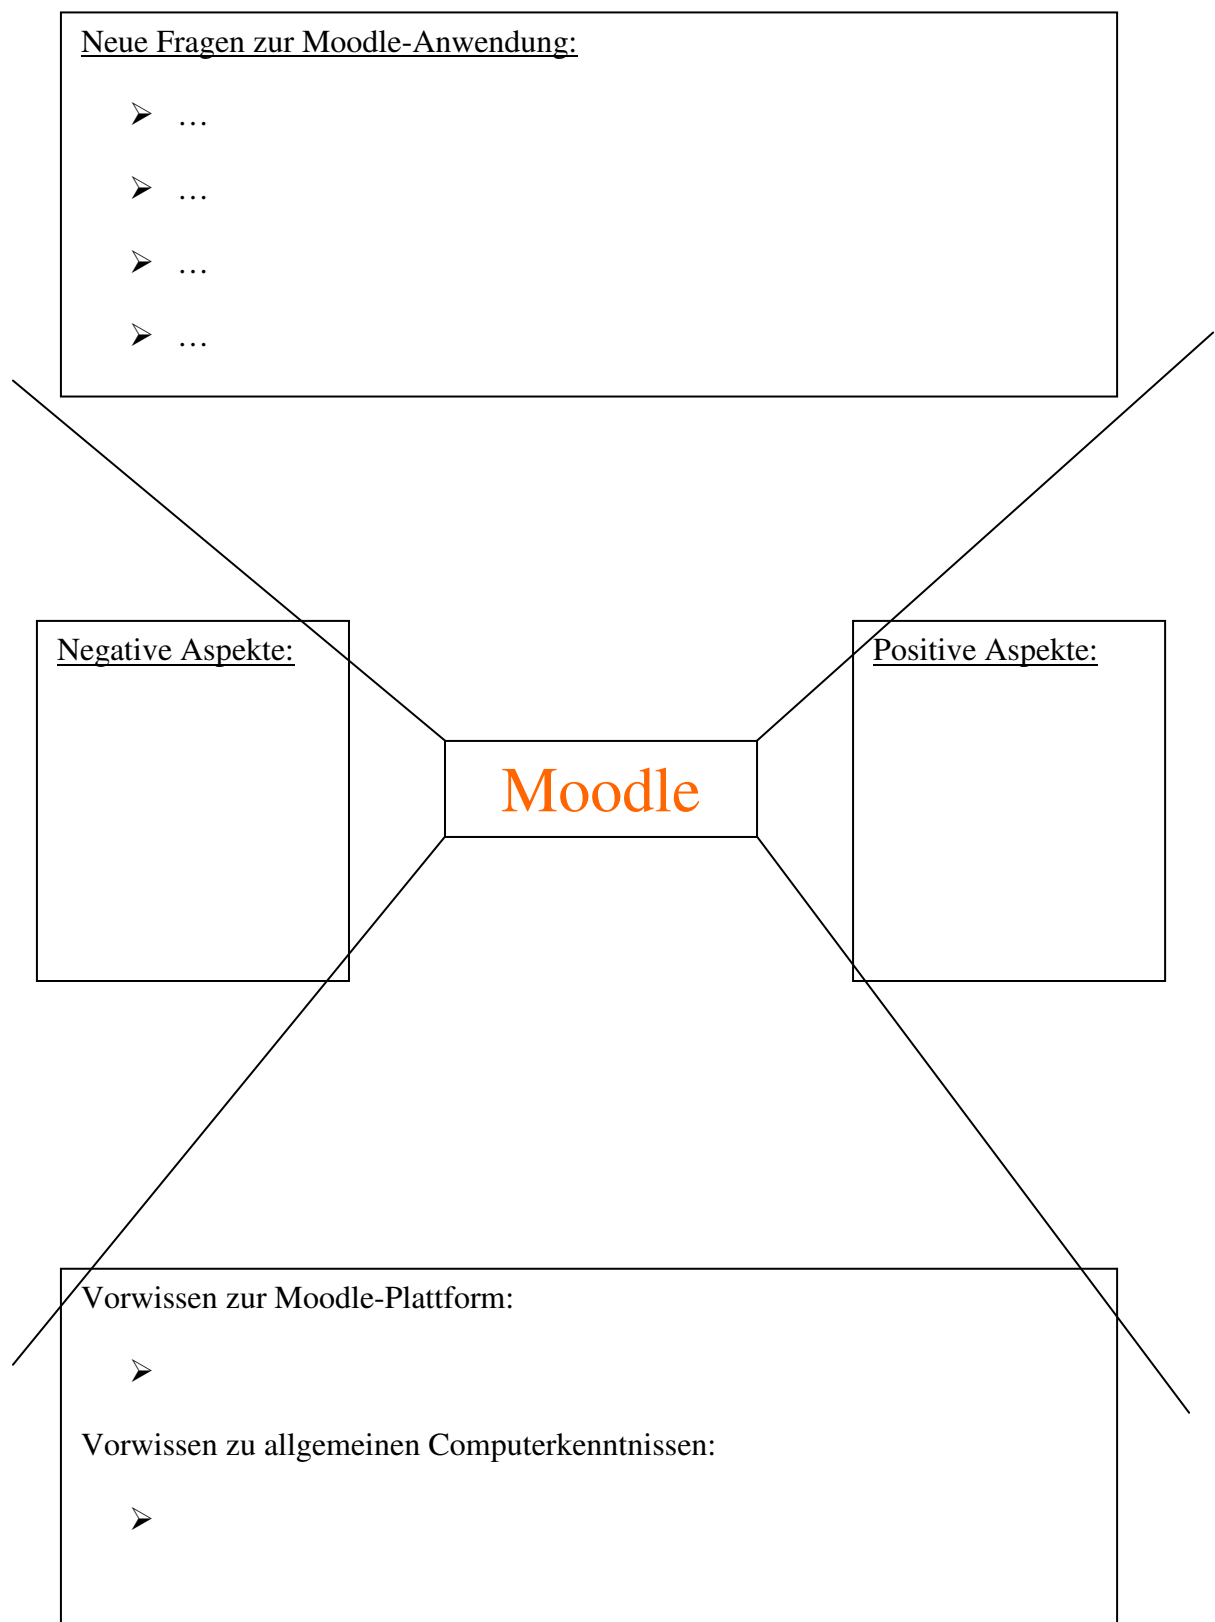 Neue Fragen zur Moodle-Anwendung:
➢ …
➢ …
➢ …
➢ …
Negative Aspekte:
Positive Aspekte:
Moodle
Vorwissen zur Moodle-Plattform:
➢
Vorwissen zu allgemeinen Computerkenntnissen:
➢